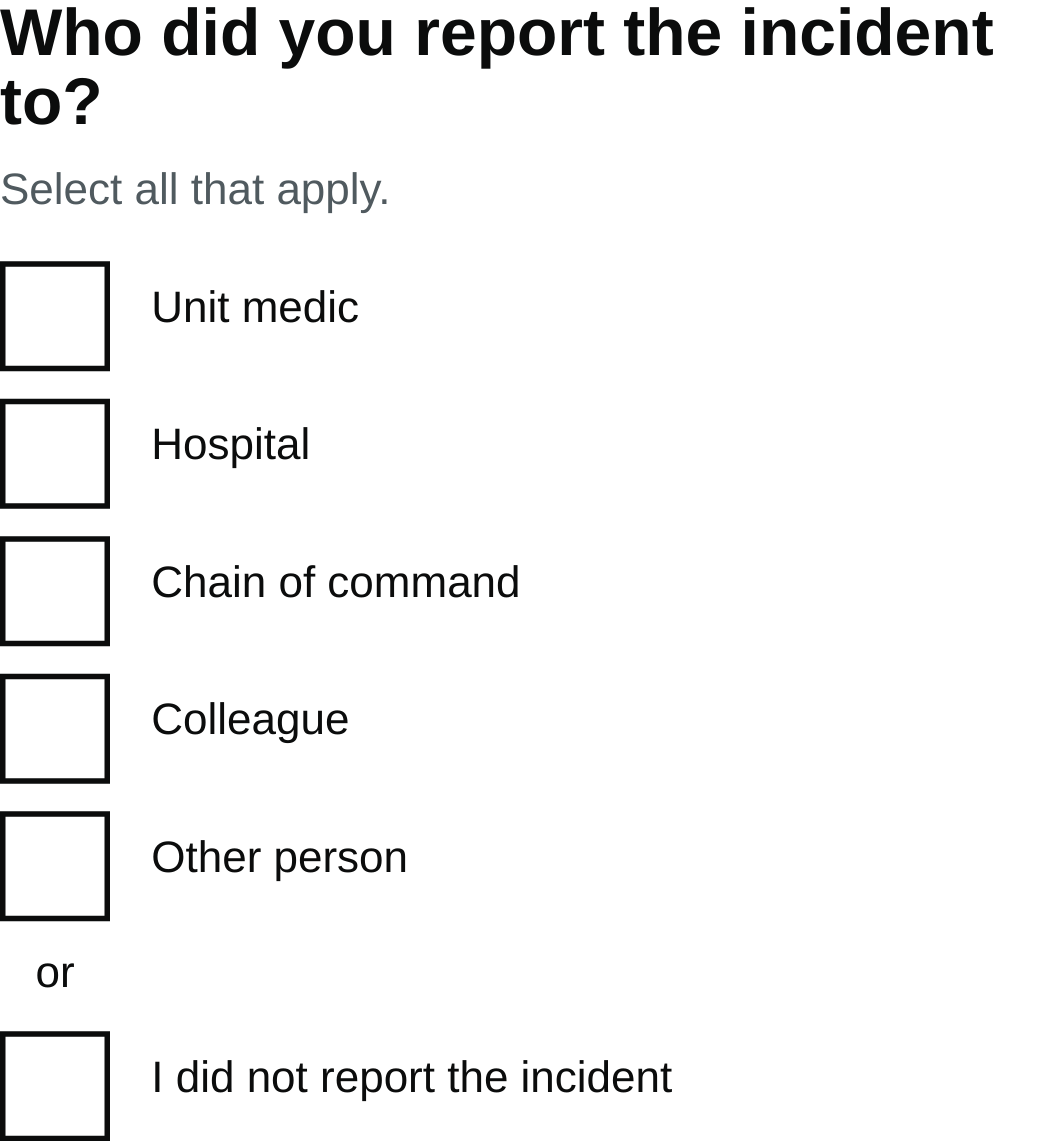 Who did you report the incident
to?
Select all that apply.
Unit medic
Hospital
Chain of command
Colleague
Other person
or
I did not report the incident